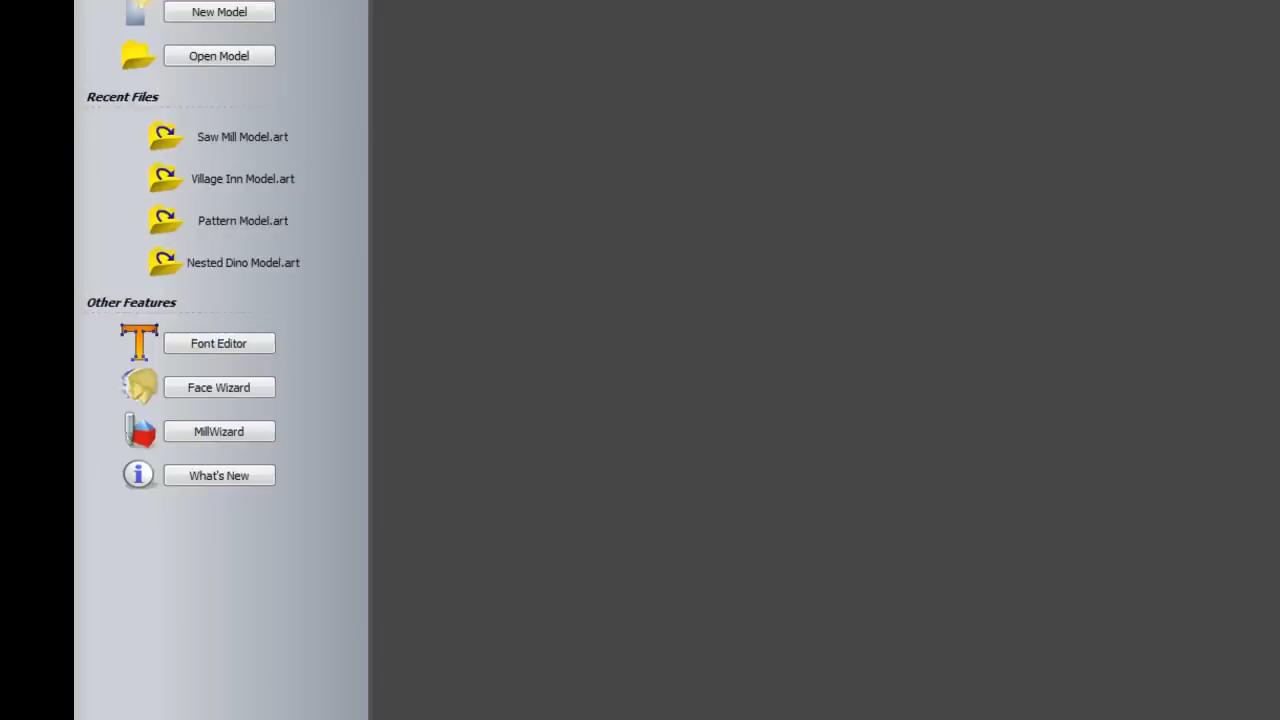 New Model
Open Model
Recent Files
Saw Mill Model.art
Village Inn Model.art
Pattern Model.art
Nested Dino Model.art
Other Features
Font Editor
Face Wizard
MillWizard
What's New